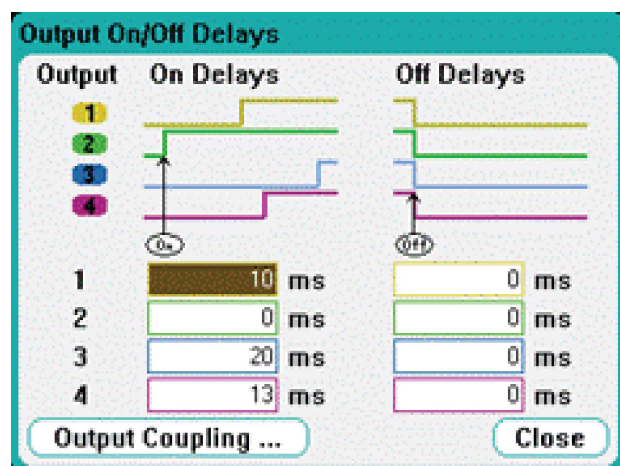 Output On/Off Delays
Output On Delays Off Delays
1
2
3
4
On Off
1 10 ms 0 ms
2 0 ms 0 ms
3 20 ms 0 ms
4 13 ms 0 ms
Output Coupling ... Close